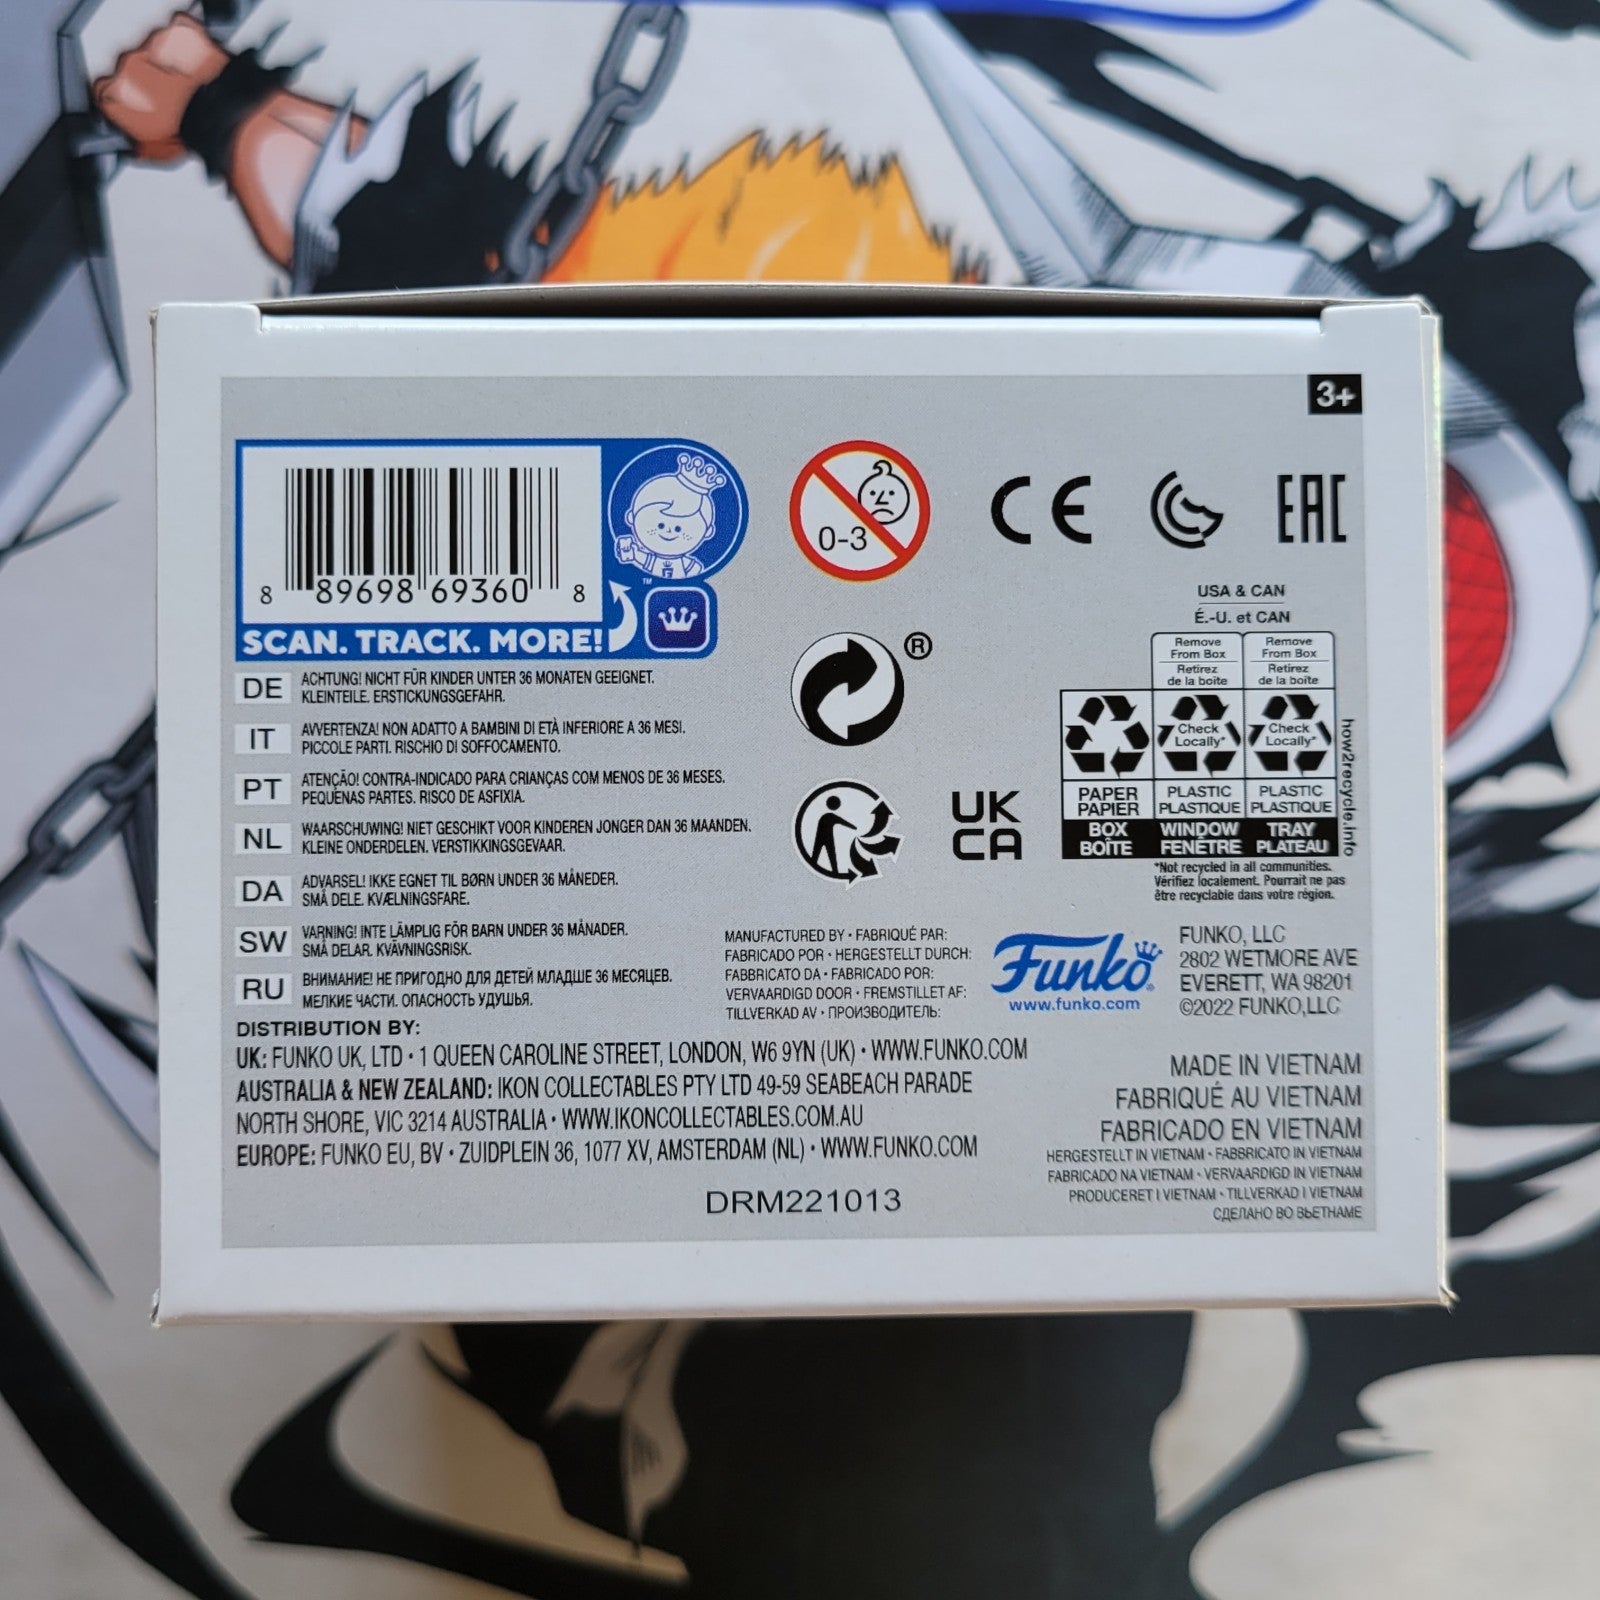 3+
8 89698 69360 8
™
SCAN. TRACK. MORE!
0-3
CE
EAC
DE ACHTUNG! NICHT FÜR KINDER UNTER 36 MONATEN GEEIGNET.
KLEINTEILE. ERSTICKUNGSGEFAHR.
IT AVVERTENZA! NON ADATTO A BAMBINI DI ETÀ INFERIORE A 36 MESI.
PICCOLE PARTI. RISCHIO DI SOFFOCAMENTO.
PT ATENÇÃO! CONTRA-INDICADO PARA CRIANÇAS COM MENOS DE 36 MESES.
PEQUENAS PARTES. RISCO DE ASFIXIA.
NL WAARSCHUWING! NIET GESCHIKT VOOR KINDEREN JONGER DAN 36 MAANDEN.
KLEINE ONDERDELEN. VERSTIKKINGSGEVAAR.
DA ADVARSEL! IKKE EGNET TIL BØRN UNDER 36 MÅNEDER.
SMÅ DELE. KVÆLNINGSFARE.
SW VARNING! INTE LÄMPLIG FÖR BARN UNDER 36 MÅNADER.
SMÅ DELAR. KVÄVNINGSRISK.
RU ВНИМАНИЕ! НЕ ПРИГОДНО ДЛЯ ДЕТЕЙ МЛАДШЕ 36 МЕСЯЦЕВ.
МЕЛКИЕ ЧАСТИ. ОПАСНОСТЬ УДУШЬЯ.
®
UK
CA
USA & CAN
É.-U. et CAN
Remove
From Box
Retirez
de la boîte
Remove
From Box
Retirez
de la boîte
Check
Locally*
Check
Locally*
PAPER
PAPIER
PLASTIC
PLASTIQUE
PLASTIC
PLASTIQUE
BOX
BOÎTE
WINDOW
FENÊTRE
TRAY
PLATEAU
how2recycle.info
*Not recycled in all communities.
Vérifiez localement. Pourrait ne pas
être recyclable dans votre région.
MANUFACTURED BY • FABRIQUÉ PAR:
FABRICADO POR • HERGESTELLT DURCH:
FABBRICATO DA • FABRICADO POR:
VERVAARDIGD DOOR • FREMSTILLET AF:
TILLVERKAD AV • ПРОИЗВОДИТЕЛЬ:
Funko®
www.funko.com
FUNKO, LLC
2802 WETMORE AVE
EVERETT, WA 98201
©2022 FUNKO,LLC
DISTRIBUTION BY:
UK: FUNKO UK, LTD • 1 QUEEN CAROLINE STREET, LONDON, W6 9YN (UK) • WWW.FUNKO.COM
AUSTRALIA & NEW ZEALAND: IKON COLLECTABLES PTY LTD 49-59 SEABEACH PARADE
NORTH SHORE, VIC 3214 AUSTRALIA • WWW.IKONCOLLECTABLES.COM.AU
EUROPE: FUNKO EU, BV • ZUIDPLEIN 36, 1077 XV, AMSTERDAM (NL) • WWW.FUNKO.COM
DRM221013
MADE IN VIETNAM
FABRIQUÉ AU VIETNAM
FABRICADO EN VIETNAM
HERGESTELLT IN VIETNAM • FABBRICATO IN VIETNAM
FABRICADO NA VIETNAM • VERVAARDIGD IN VIETNAM
PRODUCERET I VIETNAM • TILLVERKAD I VIETNAM
СДЕЛАНО ВО ВЬЕТНАМЕ